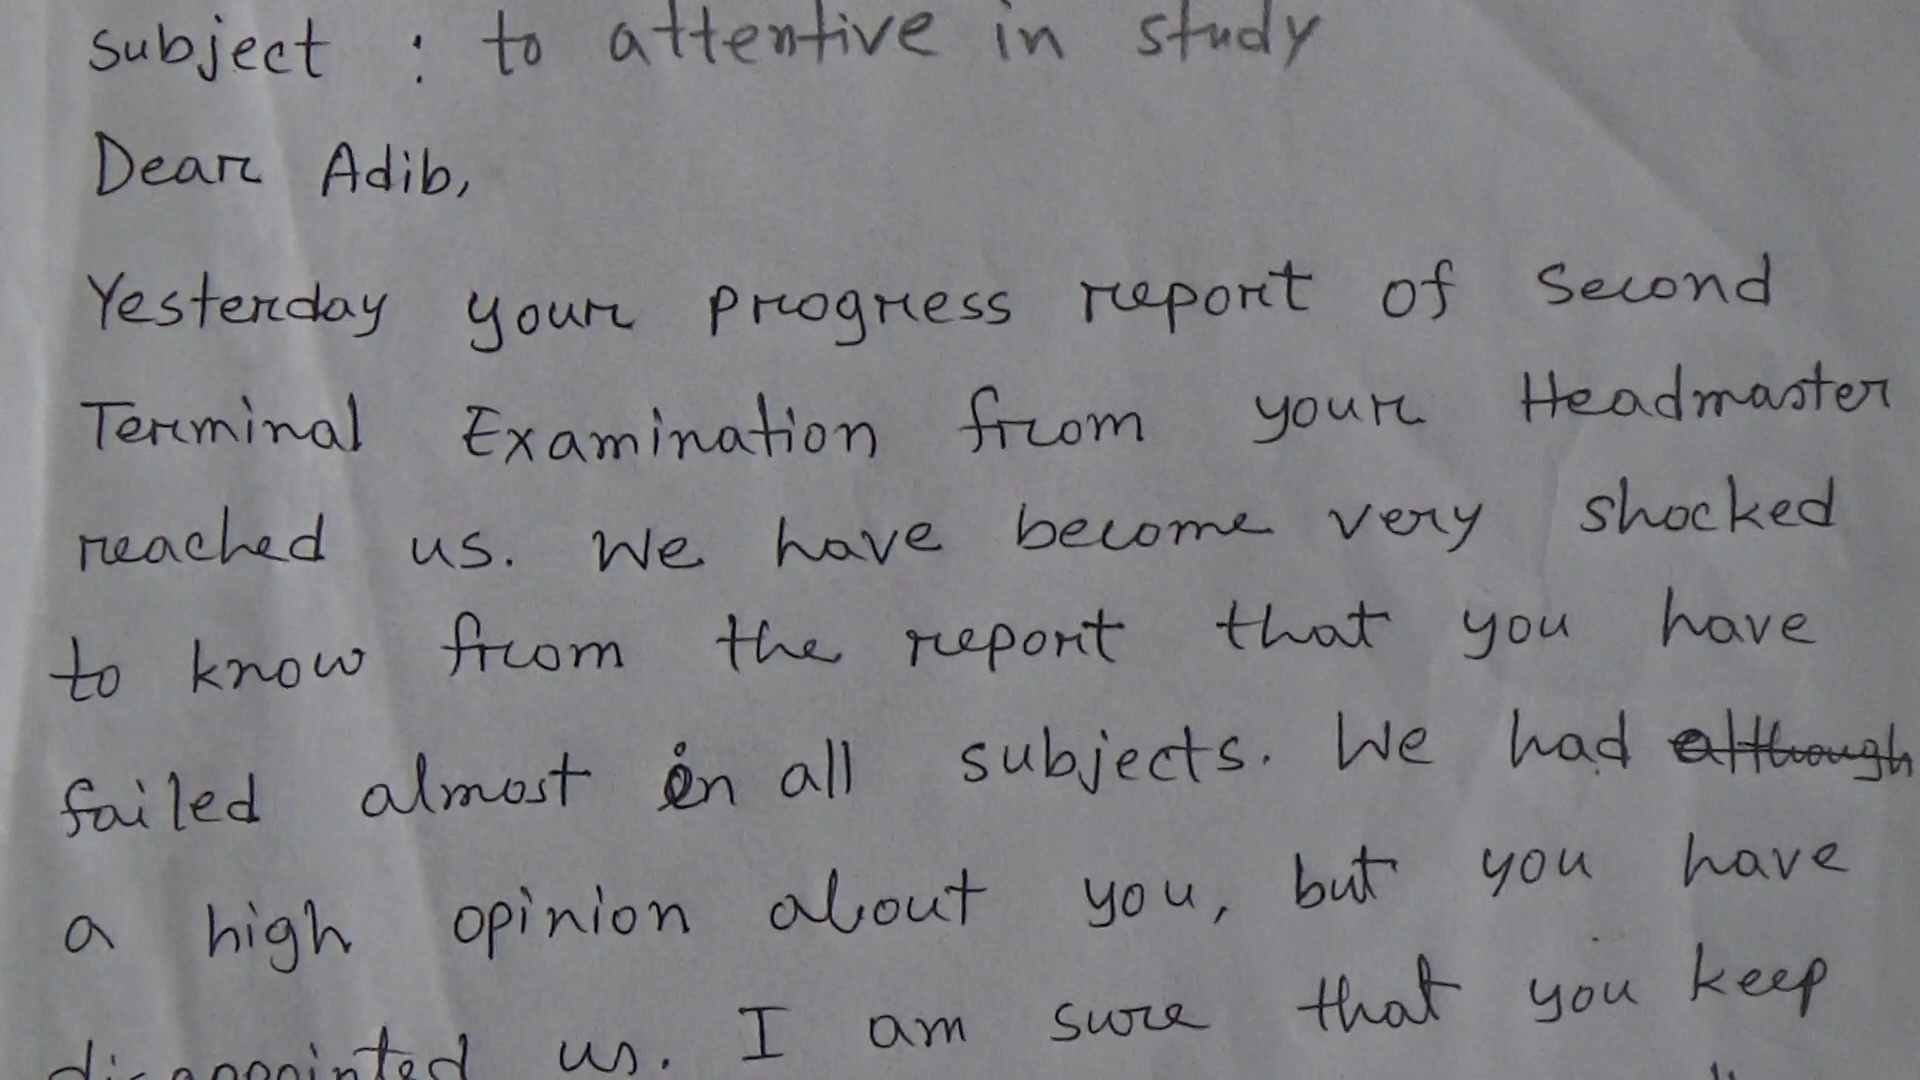 subject : to attentive in study
Dear Adib,
Yesterday your progress report of Second
Terminal Examination from your Headmaster
reached us. We have become very shocked
to know from the report that you have
failed almost in all subjects. We had although
a high opinion about you, but you have
disappointed us. I am sure that you keep